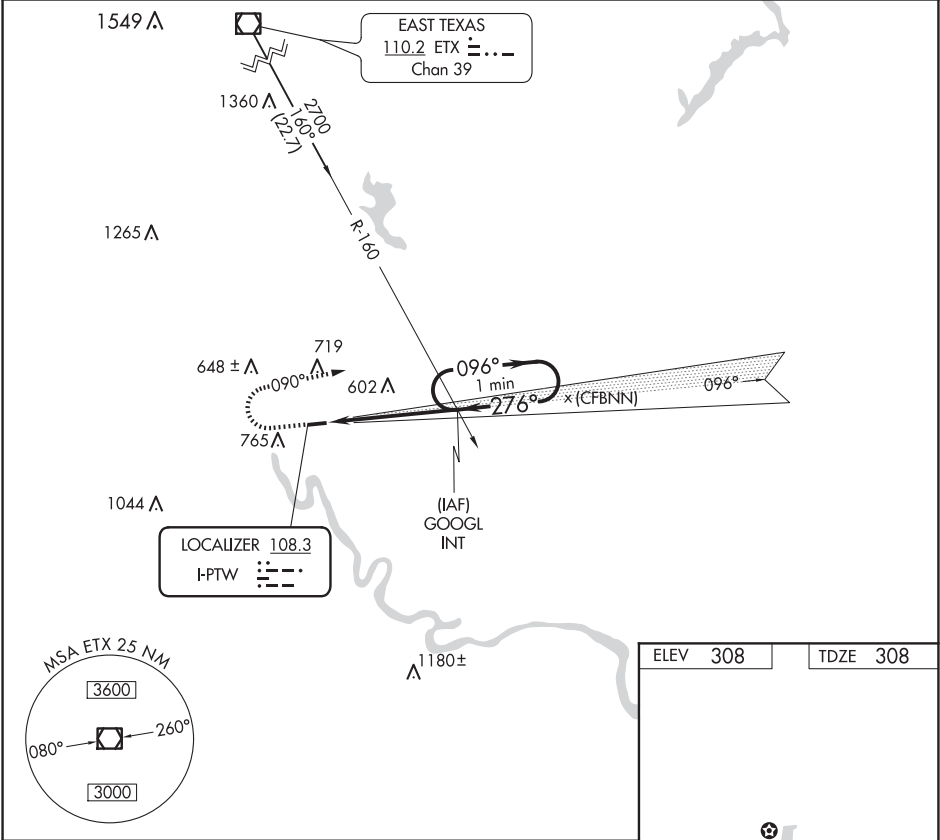 1549
EAST TEXAS
110.2 ETX
Chan 39
1360
2700
160°
(22.7)
1265
R-160
719
648 ±
090°
602
096°
1 min
276°
x (CFBNN)
096°
765
(IAF)
GOOGL
INT
1044
LOCALIZER 108.3
I-PTW
1180±
MSA ETX 25 NM
3600
080°
260°
3000
ELEV 308
TDZE 308